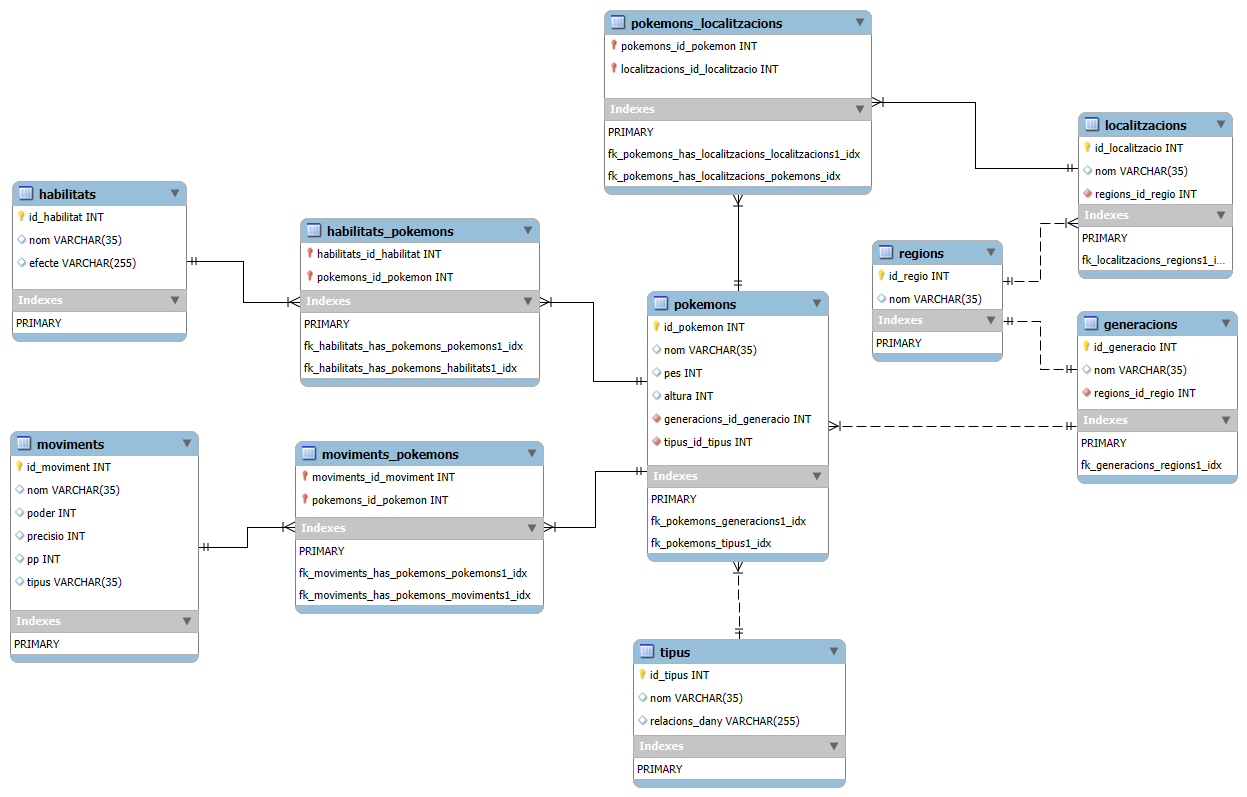 pokemons_localitzacions
pokemons_id_pokemon INT
localitzacions_id_localitzacio INT
Indexes
PRIMARY
fk_pokemons_has_localitzacions_localitzacions1_idx
fk_pokemons_has_localitzacions_pokemons_idx
localitzacions
id_localitzacio INT
nom VARCHAR(35)
regions_id_regio INT
Indexes
PRIMARY
fk_localitzacions_regions1_i...
habilitats
id_habilitat INT
nom VARCHAR(35)
efecte VARCHAR(255)
Indexes
PRIMARY
habilitats_pokemons
habilitats_id_habilitat INT
pokemons_id_pokemon INT
Indexes
PRIMARY
fk_habilitats_has_pokemons_pokemons1_idx
fk_habilitats_has_pokemons_habilitats1_idx
regions
id_regio INT
nom VARCHAR(35)
Indexes
PRIMARY
pokemons
id_pokemon INT
nom VARCHAR(35)
pes INT
altura INT
generacions_id_generacio INT
tipus_id_tipus INT
Indexes
PRIMARY
fk_pokemons_generacions1_idx
fk_pokemons_tipus1_idx
generacions
id_generacio INT
nom VARCHAR(35)
regions_id_regio INT
Indexes
PRIMARY
fk_generacions_regions1_idx
moviments
id_moviment INT
nom VARCHAR(35)
poder INT
precisio INT
pp INT
tipus VARCHAR(35)
Indexes
PRIMARY
moviments_pokemons
moviments_id_moviment INT
pokemons_id_pokemon INT
Indexes
PRIMARY
fk_moviments_has_pokemons_pokemons1_idx
fk_moviments_has_pokemons_moviments1_idx
tipus
id_tipus INT
nom VARCHAR(35)
relacions_dany VARCHAR(255)
Indexes
PRIMARY